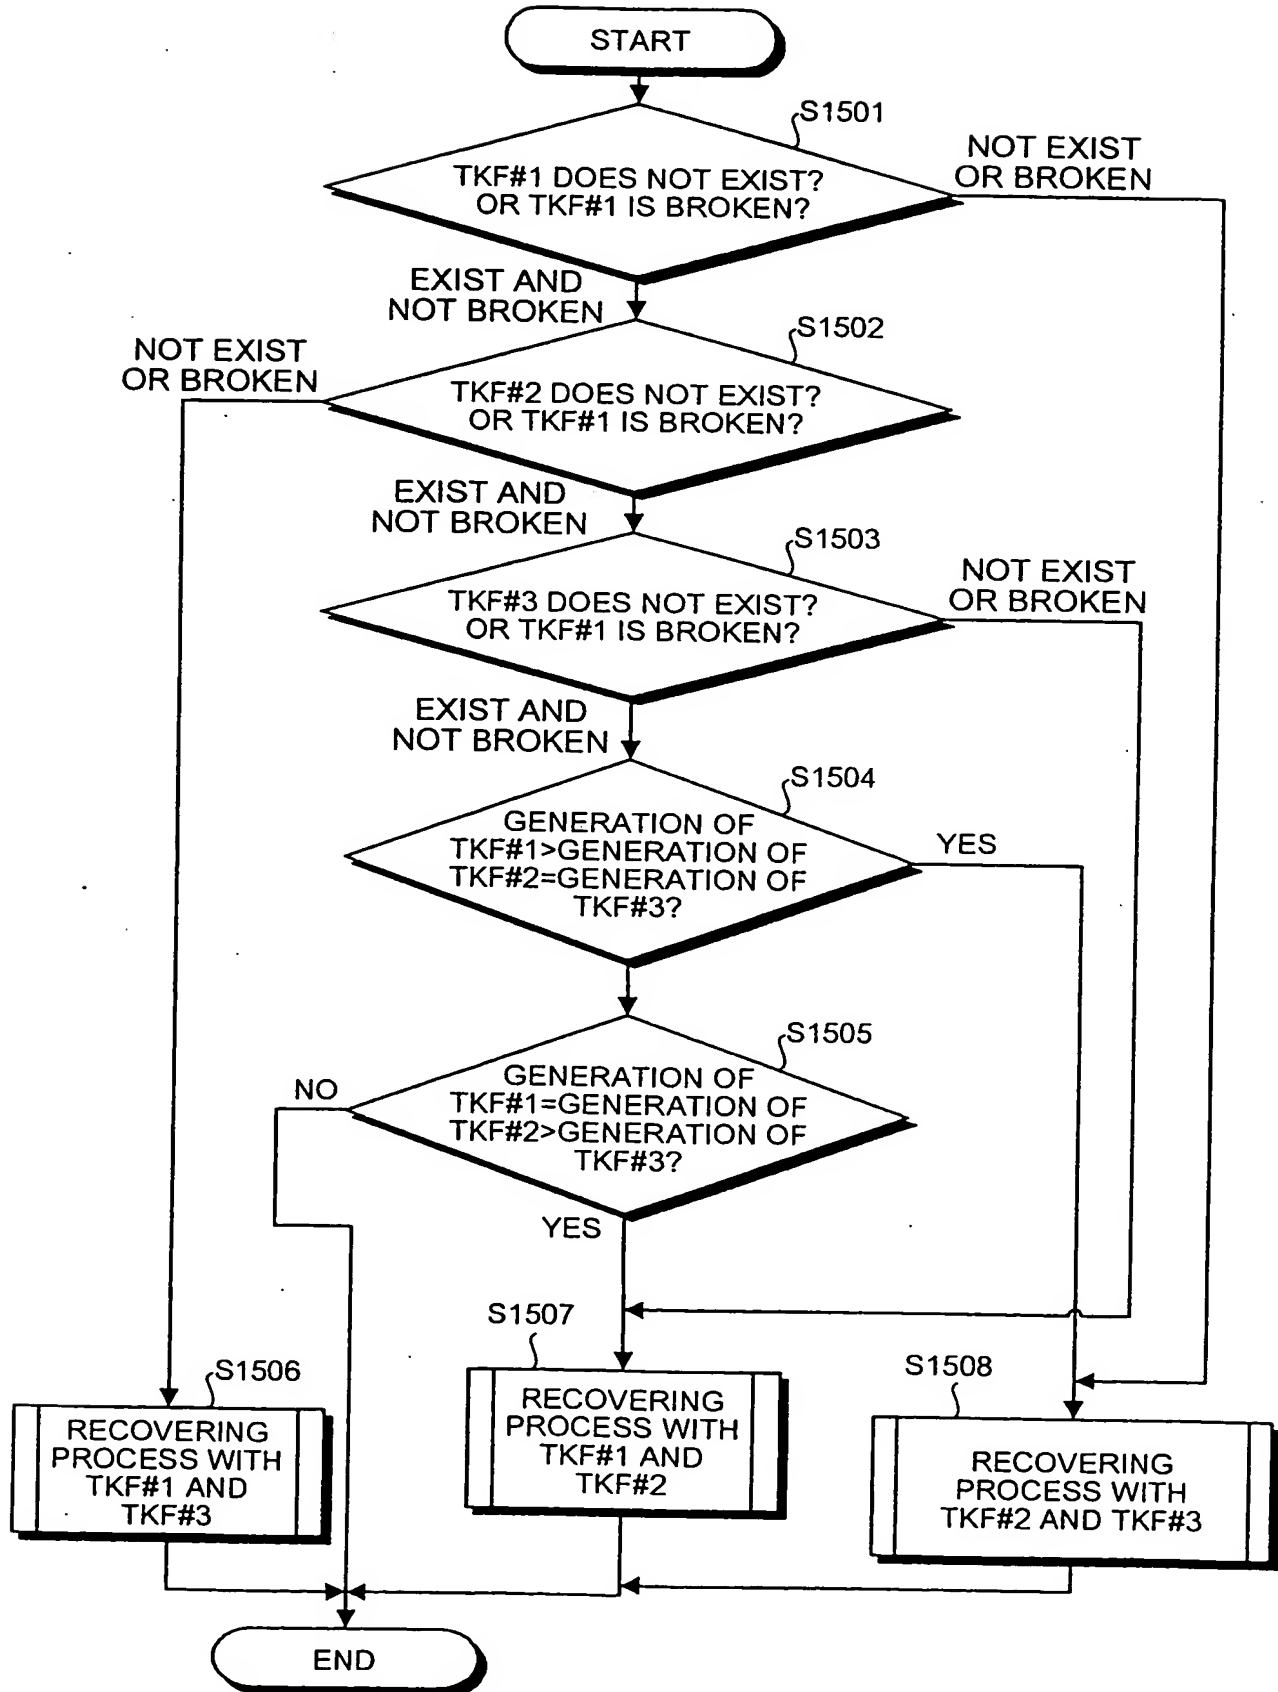 START
S1501
TKF#1 DOES NOT EXIST?
OR TKF#1 IS BROKEN?
NOT EXIST
OR BROKEN
EXIST AND
NOT BROKEN
S1502
NOT EXIST
OR BROKEN
TKF#2 DOES NOT EXIST?
OR TKF#1 IS BROKEN?
EXIST AND
NOT BROKEN
S1503
TKF#3 DOES NOT EXIST?
OR TKF#1 IS BROKEN?
NOT EXIST
OR BROKEN
EXIST AND
NOT BROKEN
S1504
GENERATION OF
TKF#1>GENERATION OF
TKF#2=GENERATION OF
TKF#3?
YES
S1505
GENERATION OF
TKF#1=GENERATION OF
TKF#2>GENERATION OF
TKF#3?
NO
YES
S1506
RECOVERING
PROCESS WITH
TKF#1 AND
TKF#3
S1507
RECOVERING
PROCESS WITH
TKF#1 AND
TKF#2
S1508
RECOVERING
PROCESS WITH
TKF#2 AND TKF#3
END